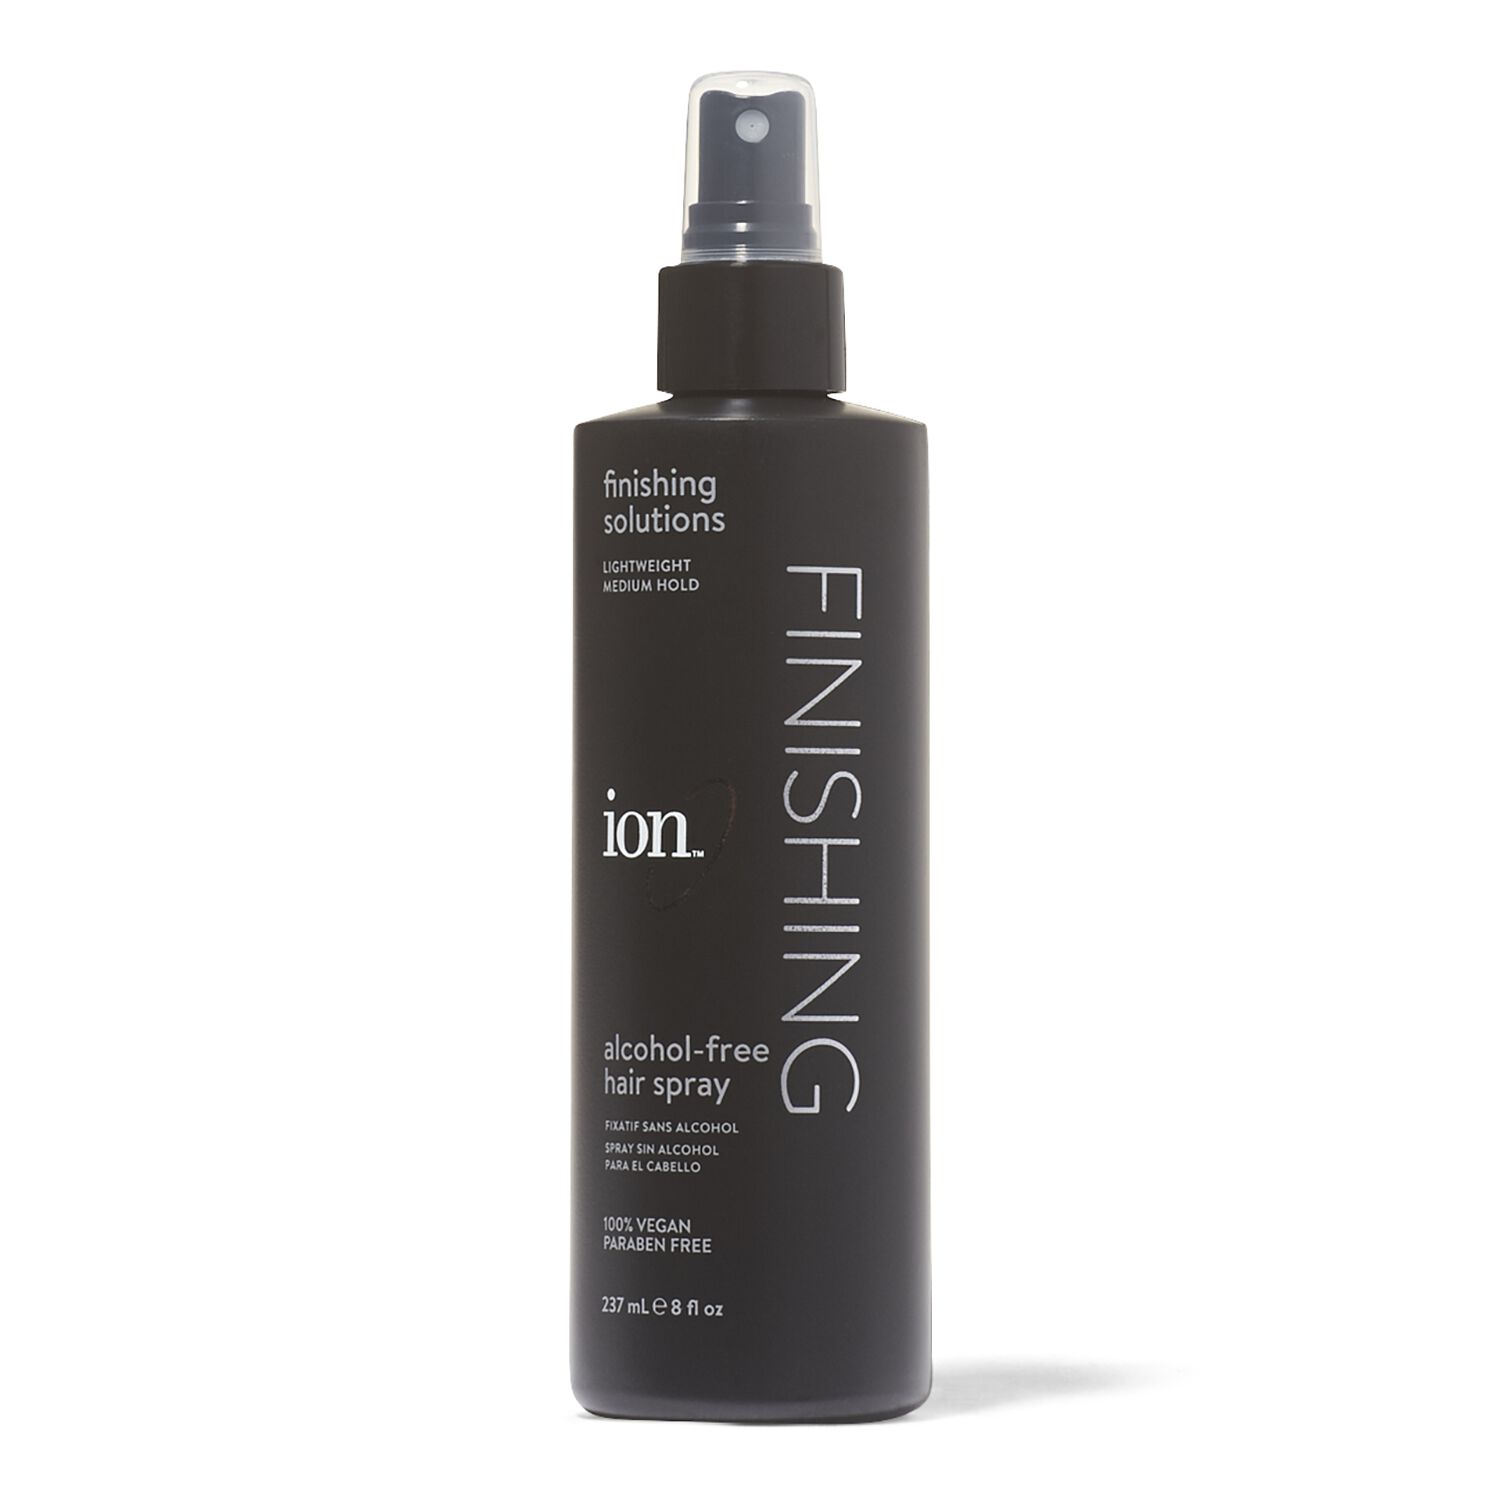 finishing
solutions
LIGHTWEIGHT
MEDIUM HOLD
FINISHING
ion™
alcohol-free
hair spray
FIXATIF SANS ALCOHOL
SPRAY SIN ALCOHOL
PARA EL CABELLO
100% VEGAN
PARABEN FREE
237 mL e 8 fl oz